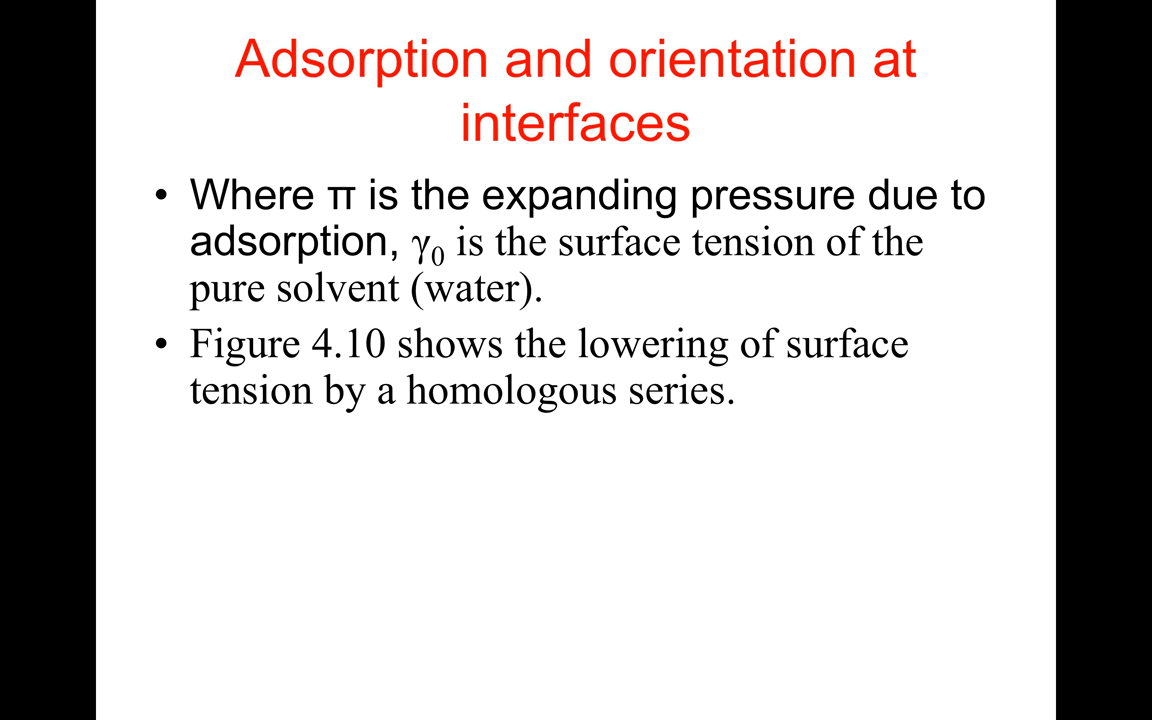 Adsorption and orientation at
interfaces
• Where π is the expanding pressure due to
adsorption, γ₀ is the surface tension of the
pure solvent (water).
• Figure 4.10 shows the lowering of surface
tension by a homologous series.